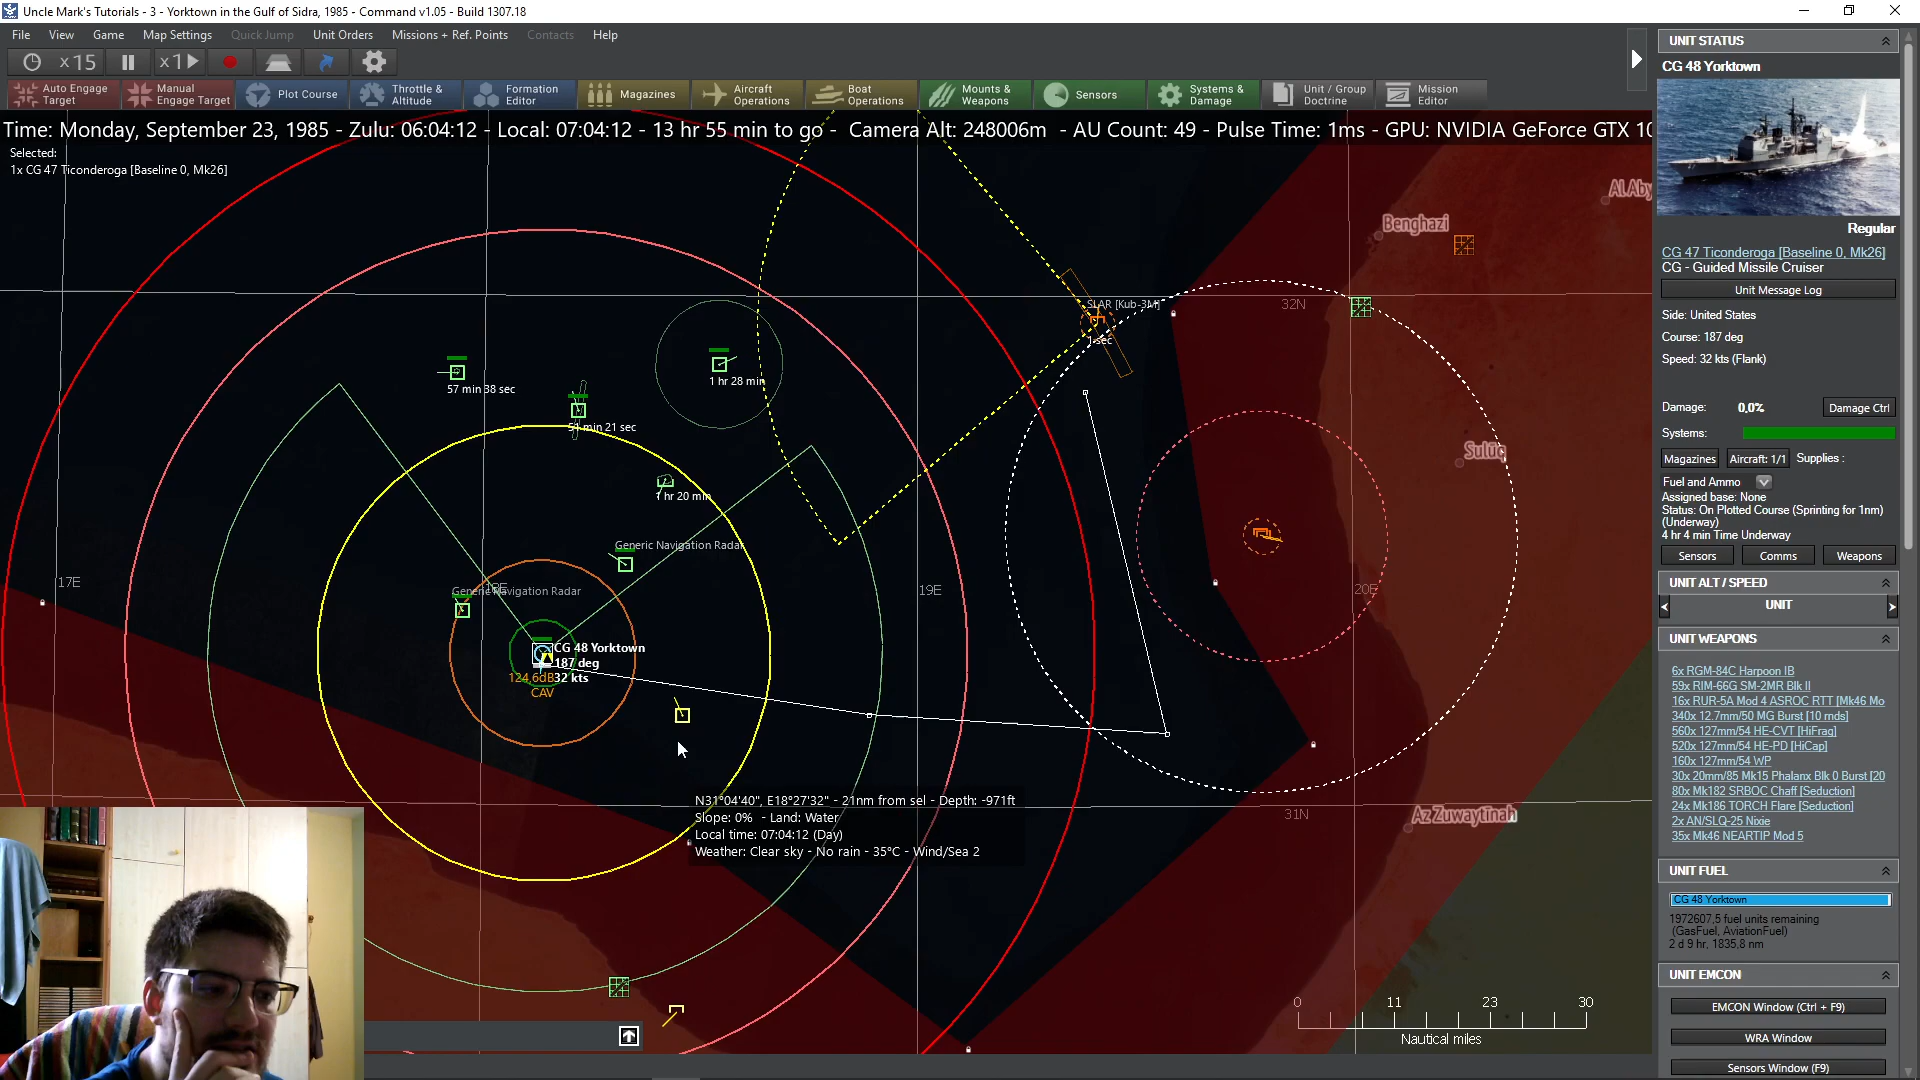 Uncle Mark's Tutorials - 3 - Yorktown in the Gulf of Sidra, 1985 - Command v1.05 - Build 1307.18
File View Game Map Settings Quick Jump Unit Orders Missions + Ref. Points Contacts Help
x 15 x1
Auto Engage Target
Manual Engage Target
Plot Course
Throttle & Altitude
Formation Editor
Magazines
Aircraft Operations
Boat Operations
Mounts & Weapons
Sensors
Systems & Damage
Unit / Group Doctrine
Mission Editor
Time: Monday, September 23, 1985 - Zulu: 06:04:12 - Local: 07:04:12 - 13 hr 55 min to go - Camera Alt: 248006m - AU Count: 49 - Pulse Time: 1ms - GPU: NVIDIA GeForce GTX 10
Selected:
1x CG 47 Ticonderoga [Baseline 0, Mk26]
Benghazi
SLAR [Kub-3M]
32N
1 sec
57 min 38 sec
1 hr 28 min
51 min 21 sec
Sulūq
1 hr 20 min
Generic Navigation Radar
17E
18E
Generic Navigation Radar
19E
20E
CG 48 Yorktown
187 deg
124,6dB 32 kts
CAV
N31°04'40", E18°27'32" - 21nm from sel - Depth: -971ft
Slope: 0% - Land: Water
Local time: 07:04:12 (Day)
Weather: Clear sky - No rain - 35°C - Wind/Sea 2
31N
Az Zuwaytīnah
0 11 23 30
Nautical miles
UNIT STATUS
CG 48 Yorktown
Regular
CG 47 Ticonderoga [Baseline 0, Mk26]
CG - Guided Missile Cruiser
Unit Message Log
Side: United States
Course: 187 deg
Speed: 32 kts (Flank)
Damage: 0,0% Damage Ctrl
Systems:
Magazines Aircraft: 1/1 Supplies :
Fuel and Ammo
Assigned base: None
Status: On Plotted Course (Sprinting for 1nm)
(Underway)
4 hr 4 min Time Underway
Sensors Comms Weapons
UNIT ALT / SPEED
< UNIT >
UNIT WEAPONS
6x RGM-84C Harpoon IB
59x RIM-66G SM-2MR Blk II
16x RUR-5A Mod 4 ASROC RTT [Mk46 Mo
340x 12.7mm/50 MG Burst [10 rnds]
560x 127mm/54 HE-CVT [HiFrag]
520x 127mm/54 HE-PD [HiCap]
160x 127mm/54 WP
30x 20mm/85 Mk15 Phalanx Blk 0 Burst [20
80x Mk182 SRBOC Chaff [Seduction]
24x Mk186 TORCH Flare [Seduction]
2x AN/SLQ-25 Nixie
35x Mk46 NEARTIP Mod 5
UNIT FUEL
CG 48 Yorktown
1972607,5 fuel units remaining
(GasFuel, AviationFuel)
2 d 9 hr, 1835,8 nm
UNIT EMCON
EMCON Window (Ctrl + F9)
WRA Window
Sensors Window (F9)